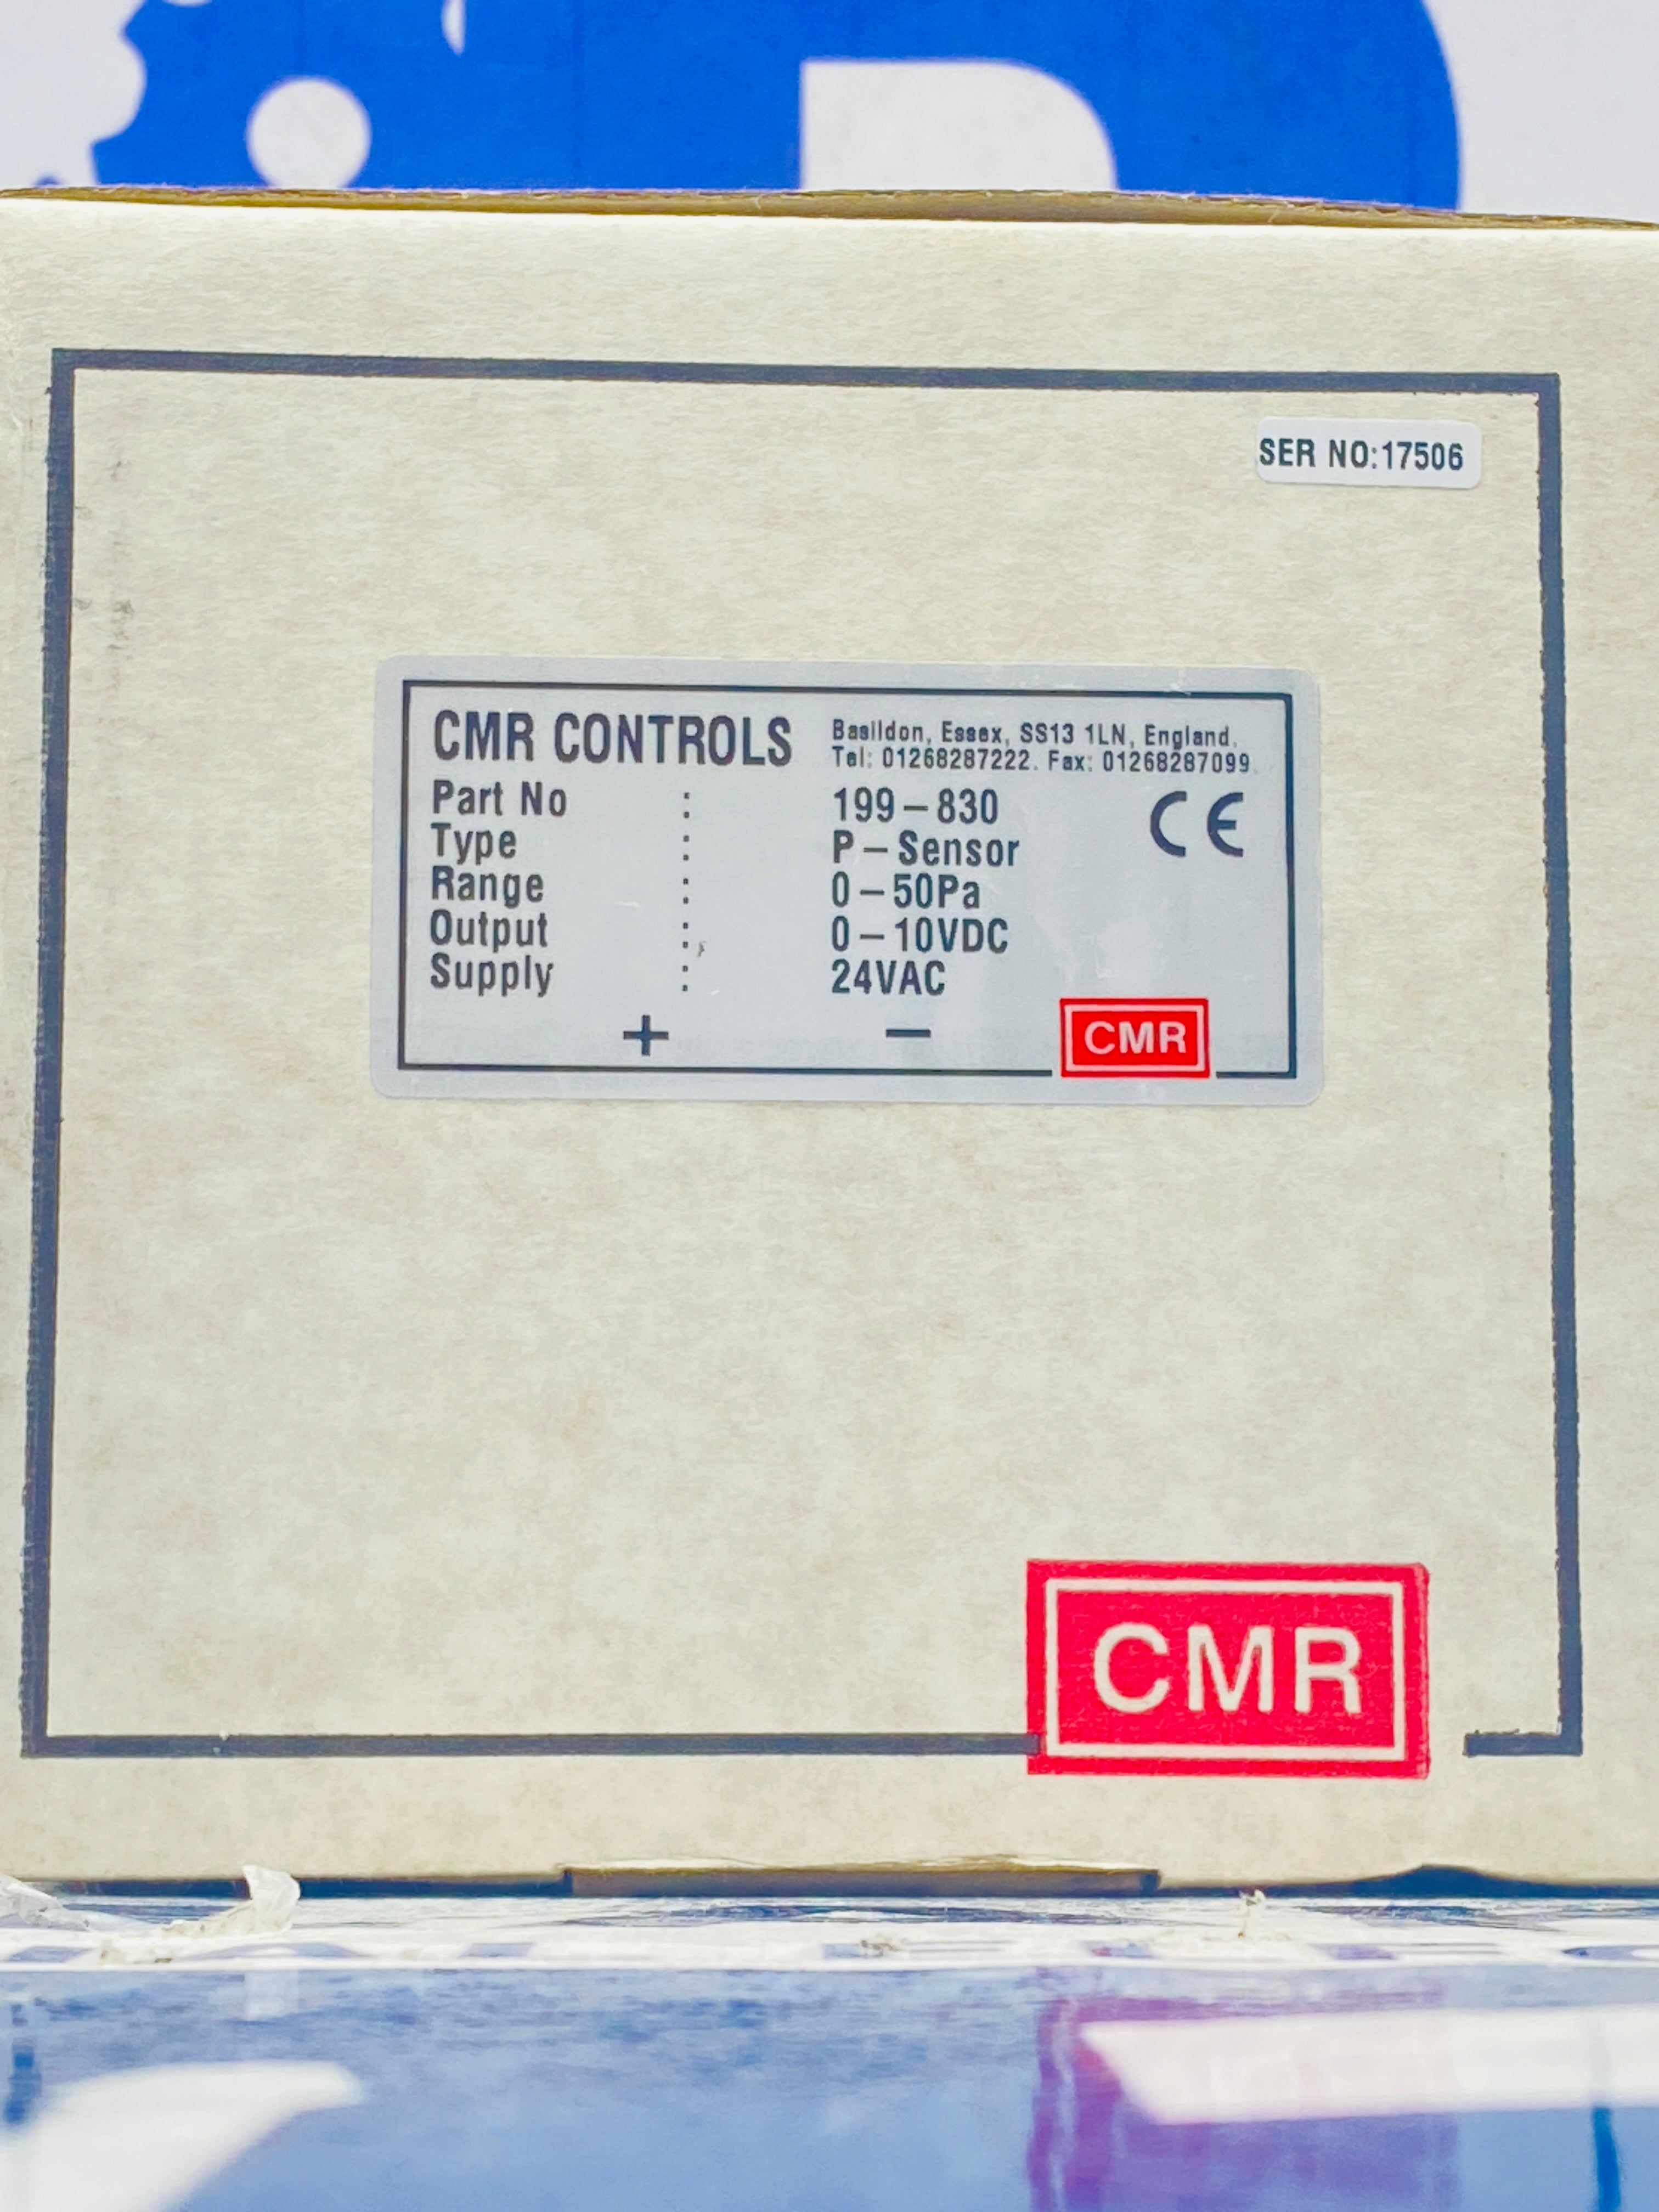 SER NO:17506
CMR CONTROLS
Basildon, Essex, SS13 1LN, England.
Tel: 01268287222. Fax: 01268287099.
Part No : 199-830
CE
Type : P-Sensor
Range : 0-50Pa
Output : 0-10VDC
Supply : 24VAC
+ -
CMR
CMR